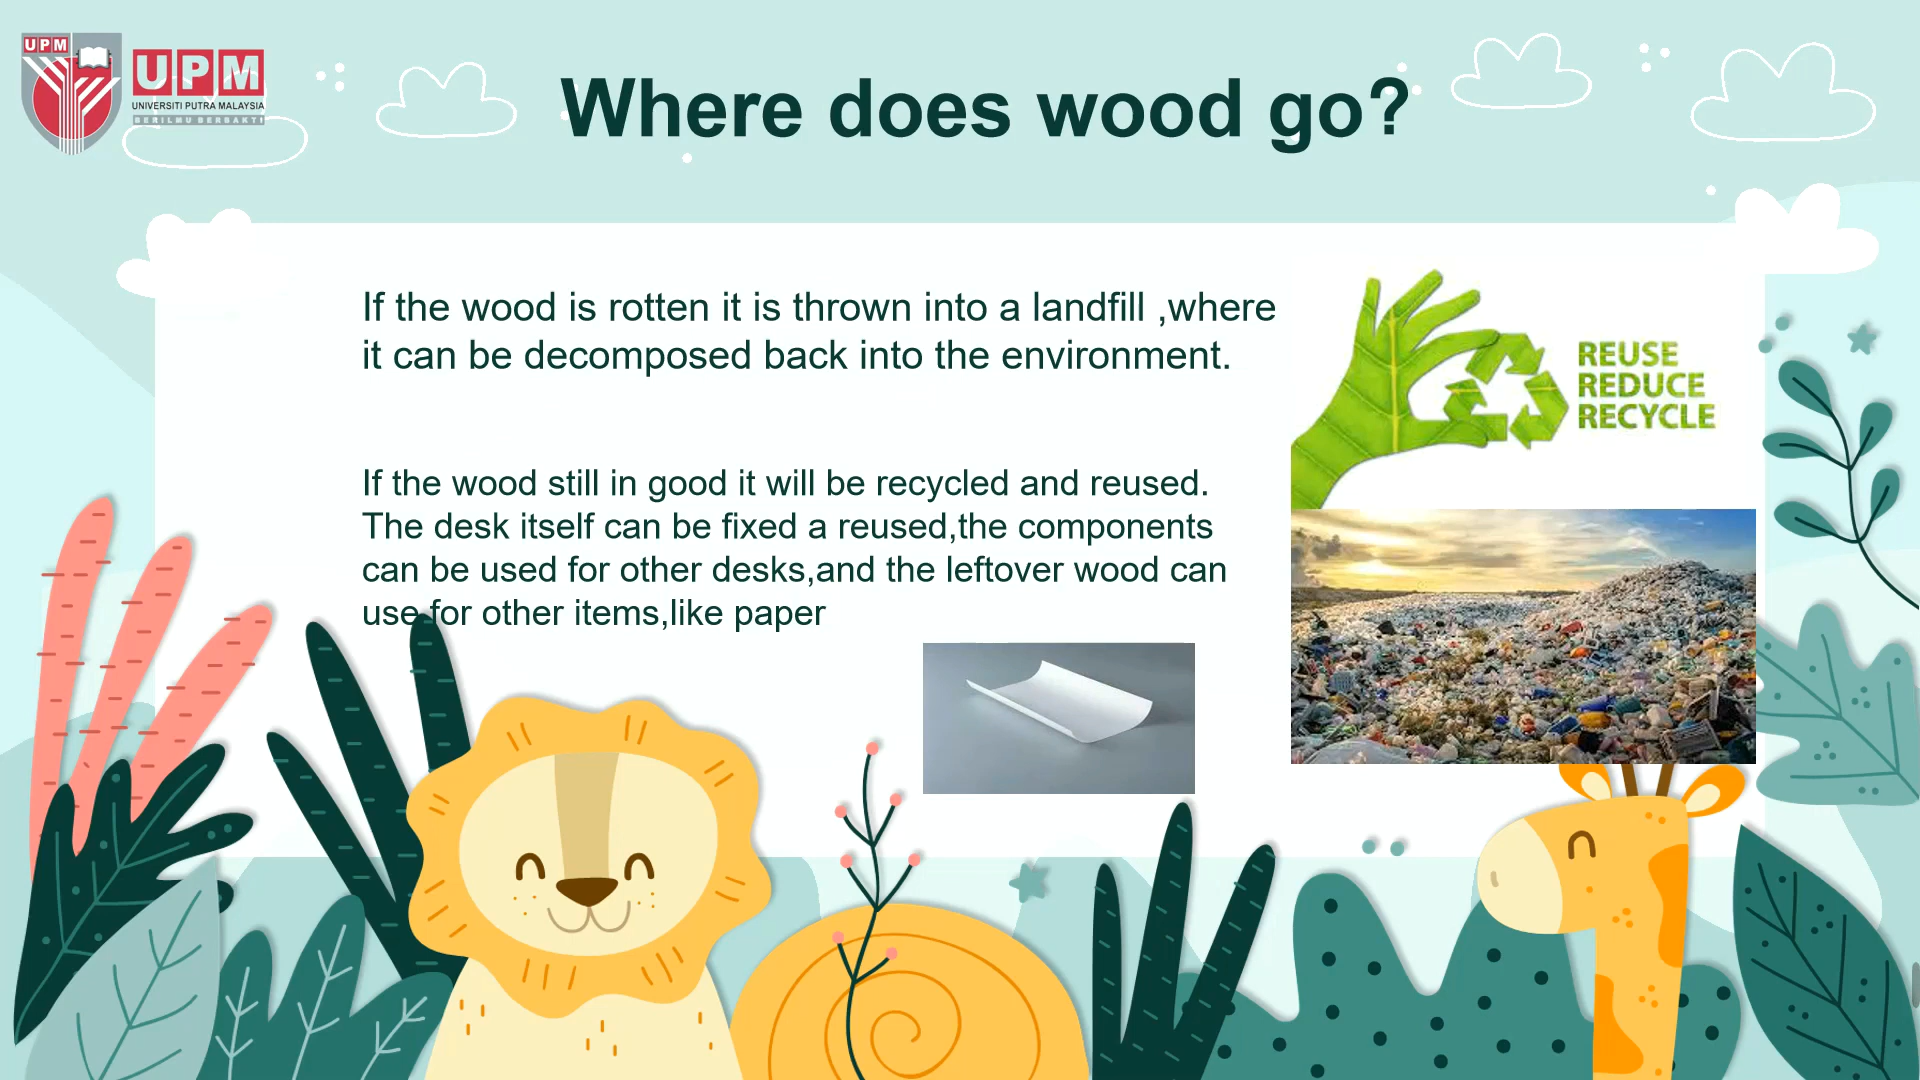 UPM
UPM
UNIVERSITI PUTRA MALAYSIA
BERILMU BERBAKTI
Where does wood go?
If the wood is rotten it is thrown into a landfill ,where
it can be decomposed back into the environment.
If the wood still in good it will be recycled and reused.
The desk itself can be fixed a reused,the components
can be used for other desks,and the leftover wood can
use for other items,like paper
REUSE
REDUCE
RECYCLE